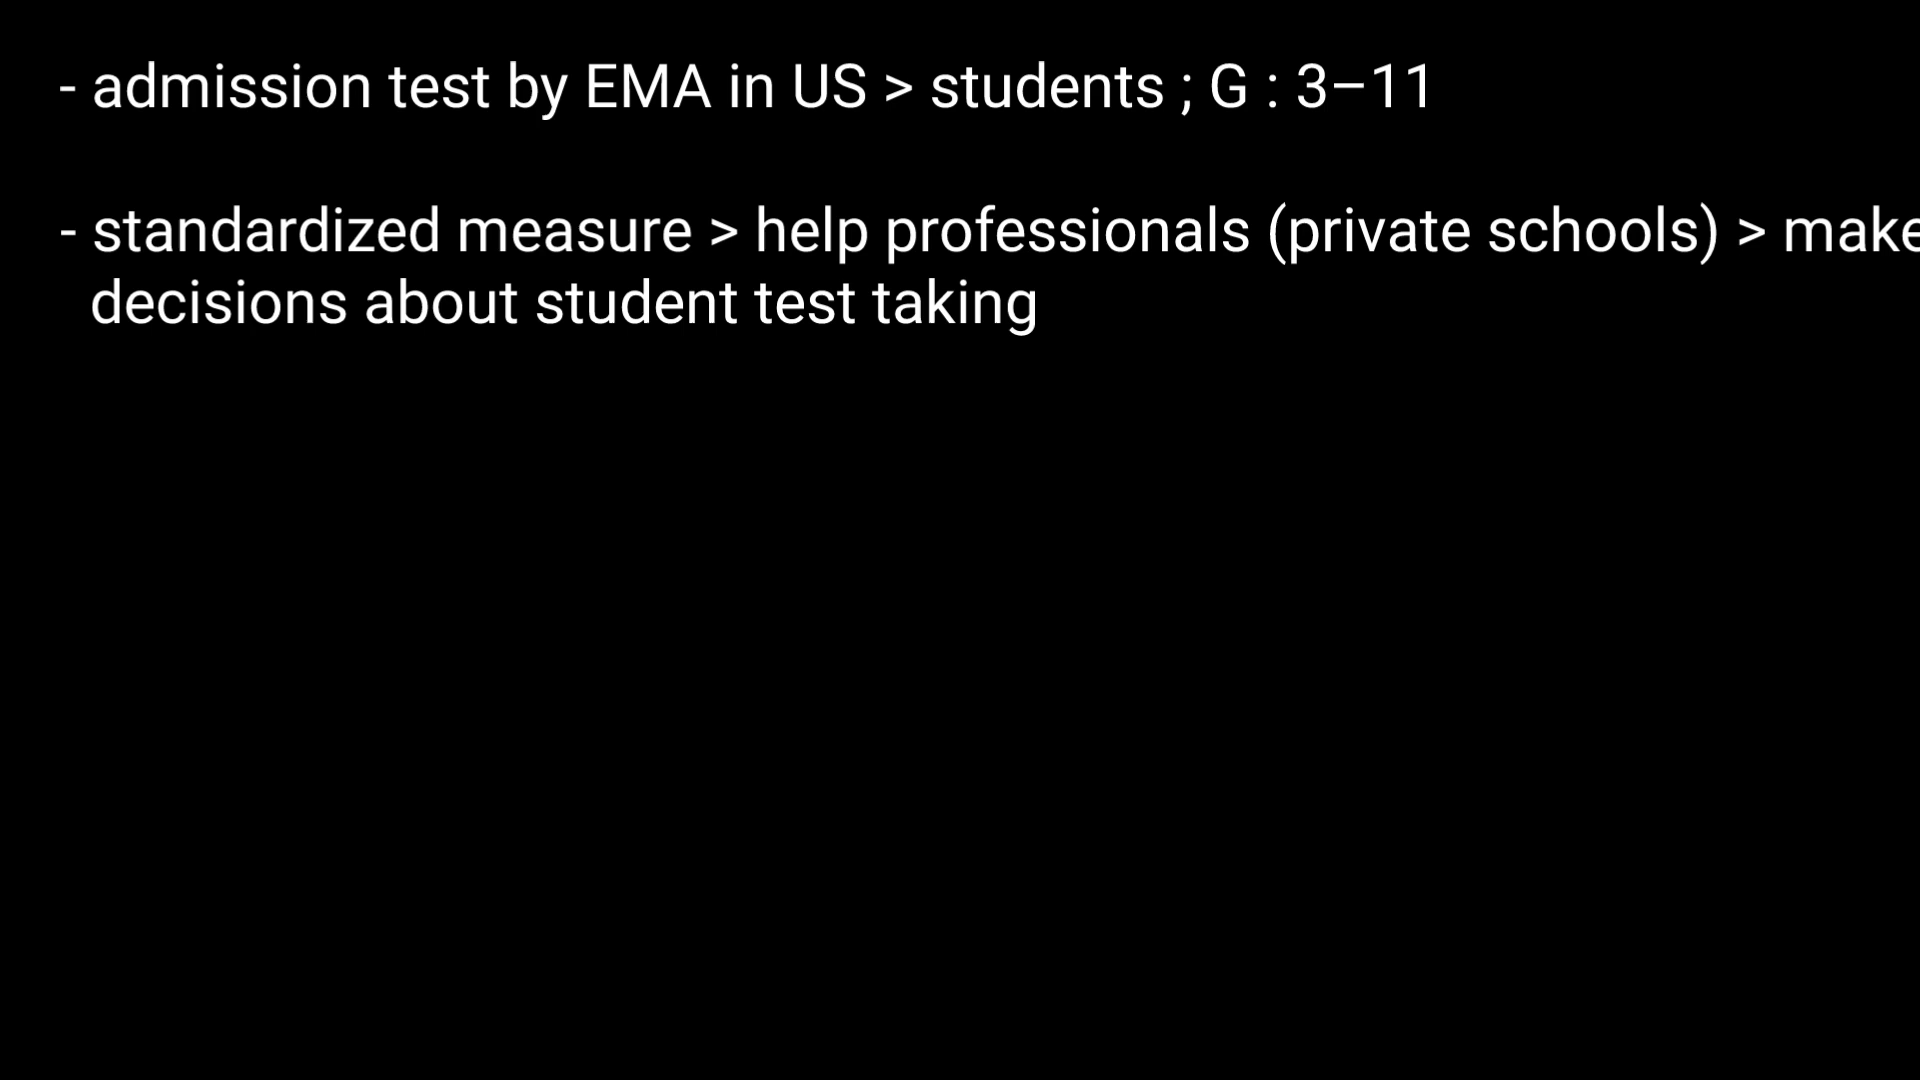 - admission test by EMA in US > students ; G : 3–11
- standardized measure > help professionals (private schools) > make
decisions about student test taking